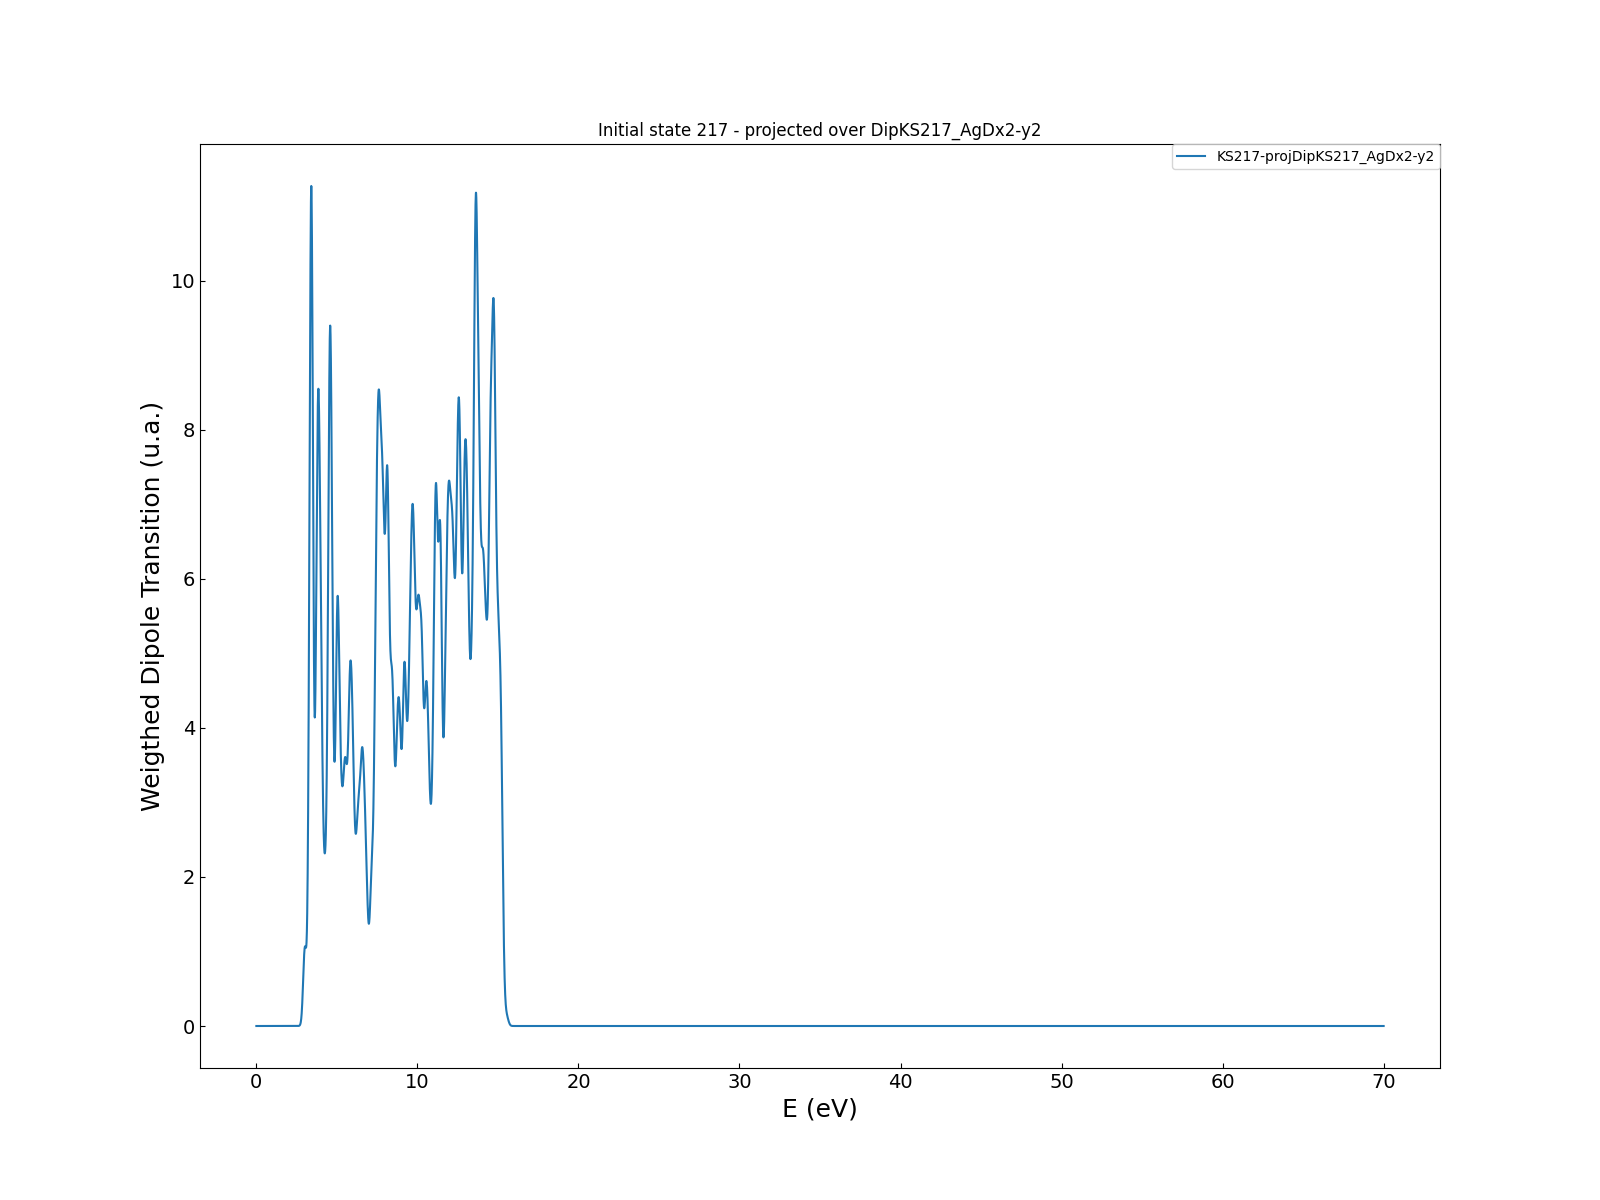 Initial state 217 - projected over DipKS217_AgDx2-y2
KS217-projDipKS217_AgDx2-y2
Weigthed Dipole Transition (u.a.)
10
8
6
4
2
0
0 10 20 30 40 50 60 70
E (eV)